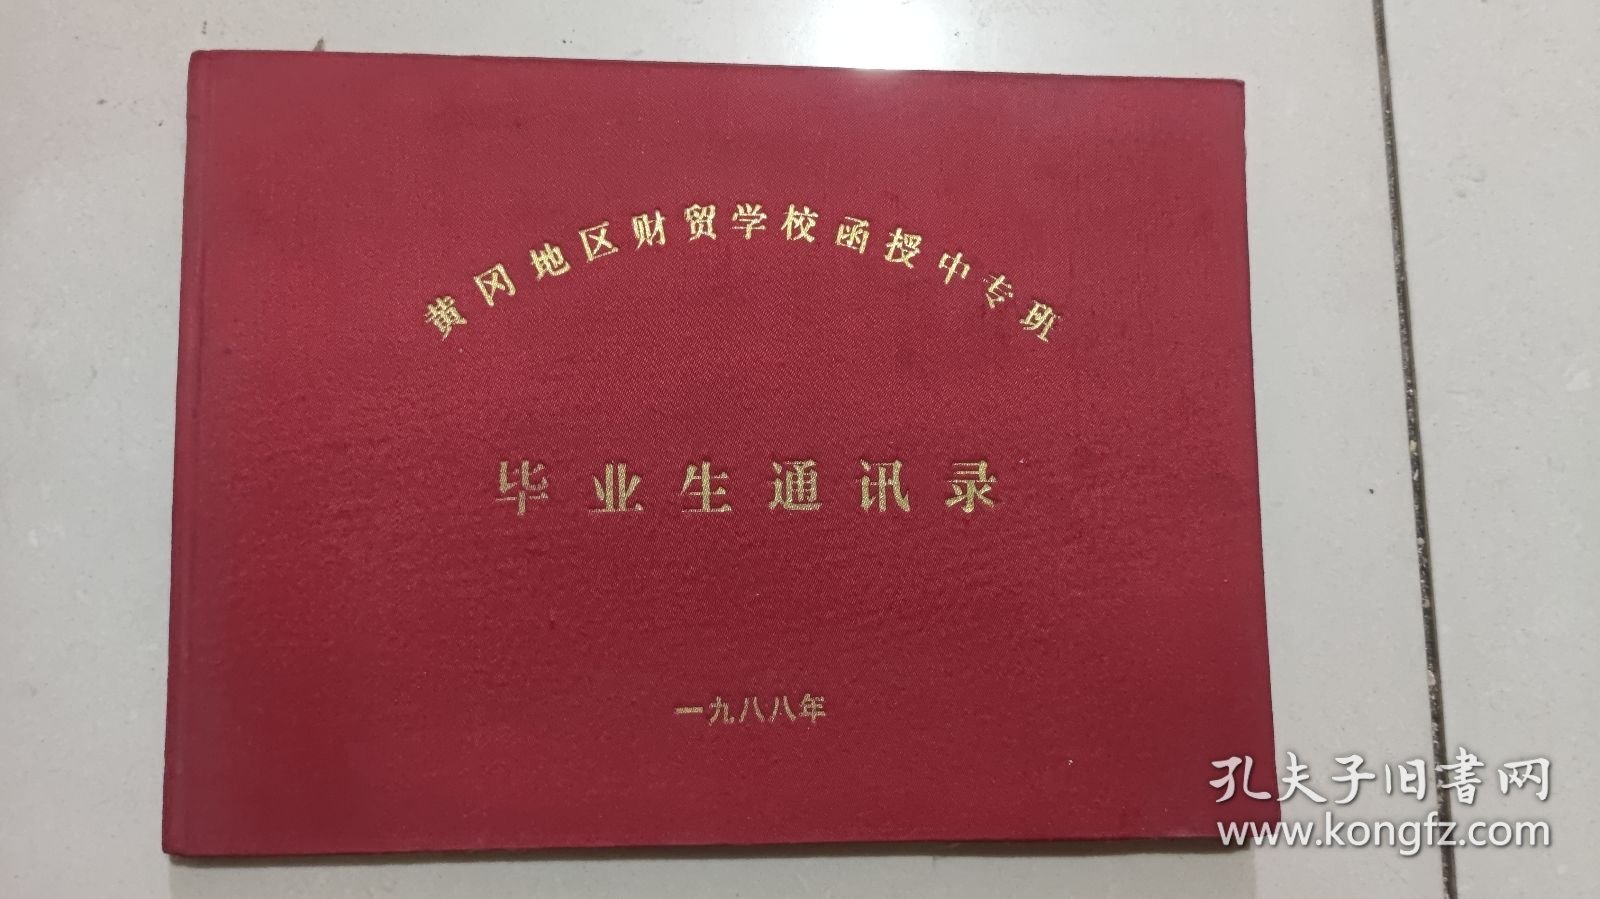 黄冈地区财贸学校函授中专班
毕业生通讯录
一九八八年
孔夫子旧书网
www.kongfz.com